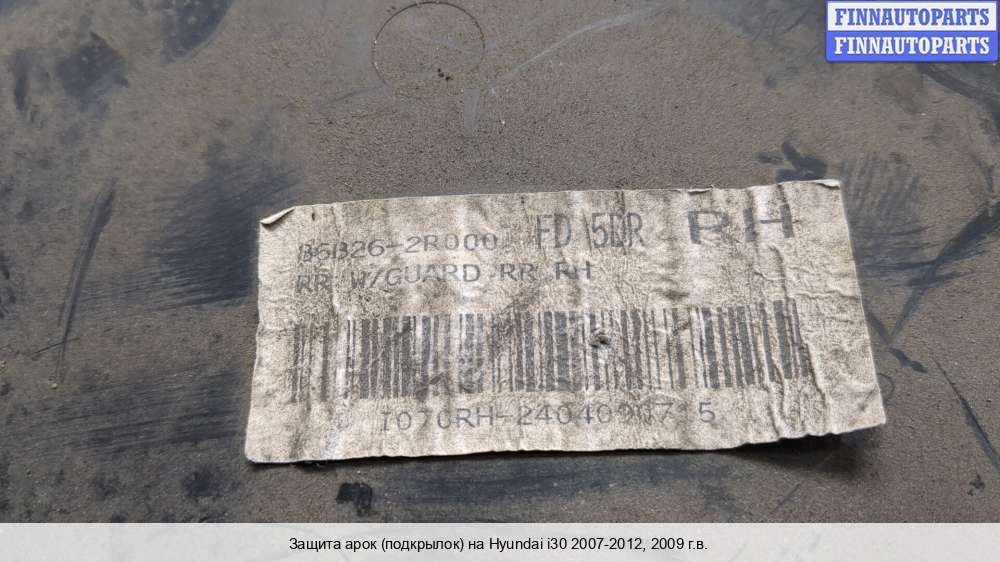 FINNAUTOPARTS
FINNAUTOPARTS
86826-2R000 FD 5DR RH
RR W/GUARD RR RH
Защита арок (подкрылок) на Hyundai i30 2007-2012, 2009 г.в.